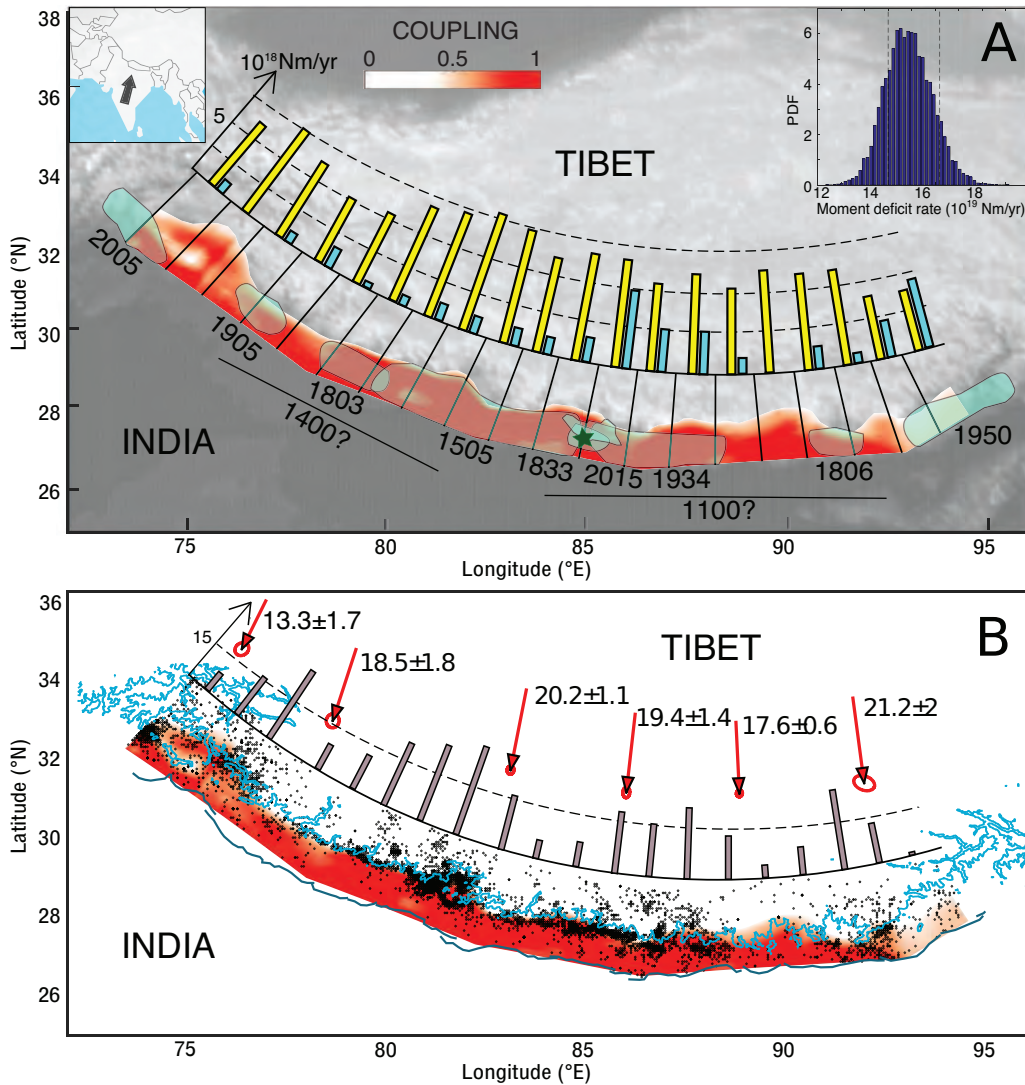 A
COUPLING
0 0.5 1
10¹⁸Nm/yr
5
38
36
34
32
30
28
26
Latitude (°N)
PDF
6
4
2
0
12 14 16 18
Moment deficit rate (10¹⁹ Nm/yr)
TIBET
INDIA
2005
1905
1803
1400?
1505
1833
2015
1934
1806
1950
1100?
75 80 85 90 95
Longitude (°E)
B
36
34
32
30
28
26
Latitude (°N)
15
13.3±1.7
18.5±1.8
20.2±1.1
19.4±1.4
17.6±0.6
21.2±2
TIBET
INDIA
75 80 85 90 95
Longitude (°E)